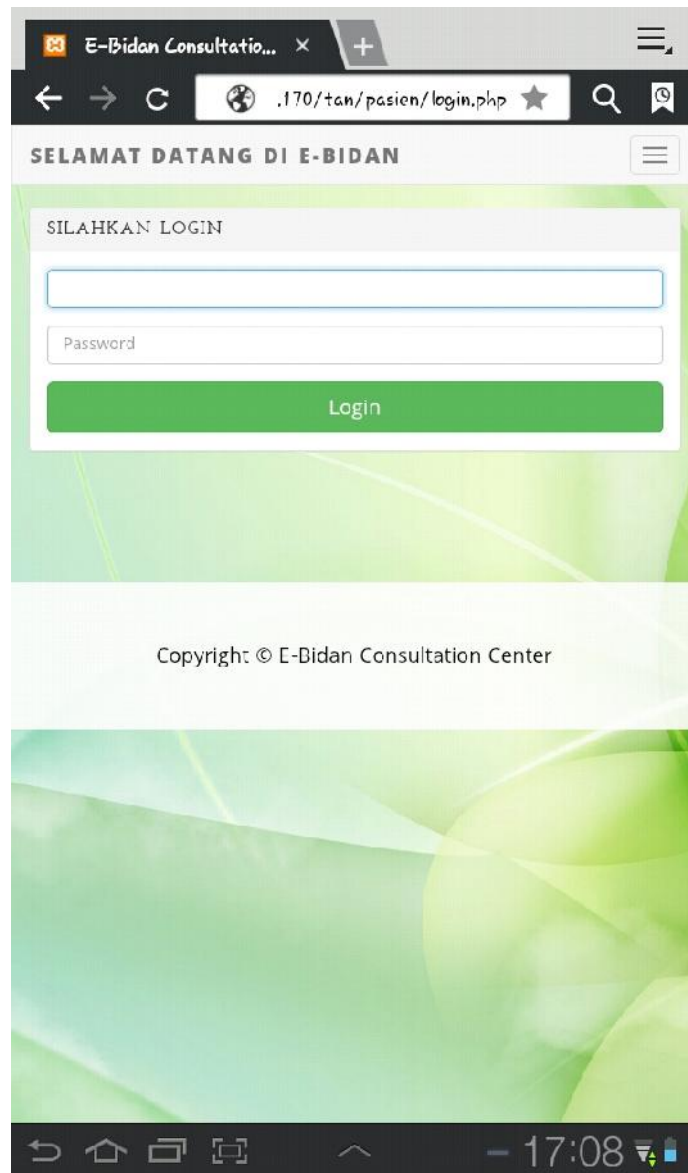 E-Bidan Consultatio...
.170/tan/pasien/login.php
SELAMAT DATANG DI E-BIDAN
SILAHKAN LOGIN
Password
Login
Copyright © E-Bidan Consultation Center
17:08